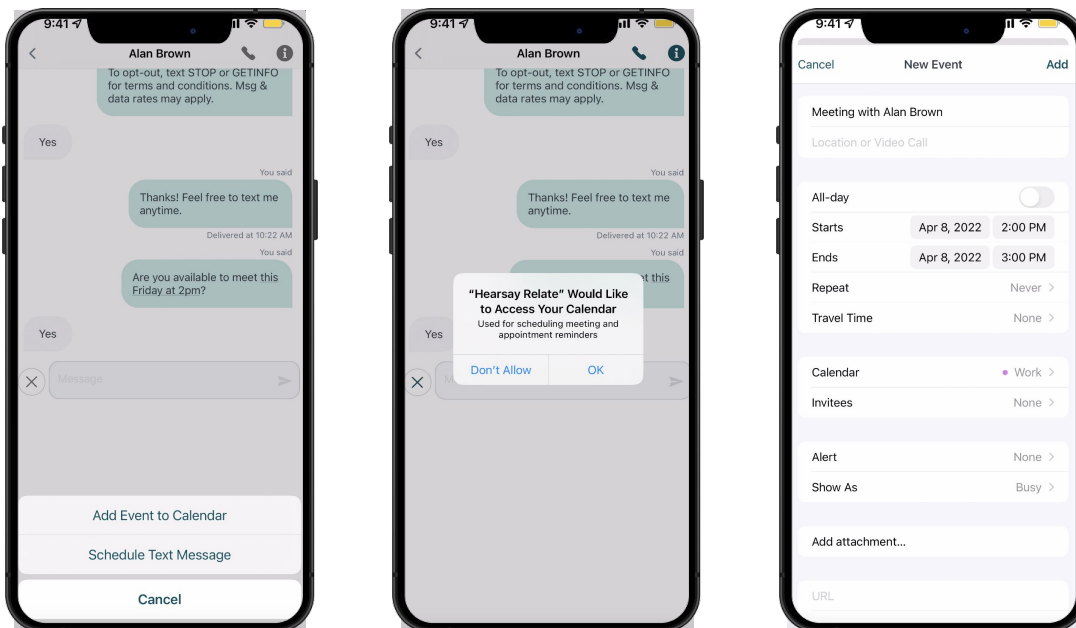 9:41
Alan Brown
To opt-out, text STOP or GETINFO
for terms and conditions. Msg &
data rates may apply.
Yes
You said
Thanks! Feel free to text me
anytime.
Delivered at 10:22 AM
You said
Are you available to meet this
Friday at 2pm?
Yes
Message
Add Event to Calendar
Schedule Text Message
Cancel
9:41
Alan Brown
To opt-out, text STOP or GETINFO
for terms and conditions. Msg &
data rates may apply.
Yes
You said
Thanks! Feel free to text me
anytime.
Delivered at 10:22 AM
You said
et this
“Hearsay Relate” Would Like
to Access Your Calendar
Used for scheduling meeting and
appointment reminders
Yes
Don’t Allow
OK
9:41
Cancel
New Event
Add
Meeting with Alan Brown
Location or Video Call
All-day
Starts Apr 8, 2022 2:00 PM
Ends Apr 8, 2022 3:00 PM
Repeat Never
Travel Time None
Calendar Work
Invitees None
Alert None
Show As Busy
Add attachment...
URL